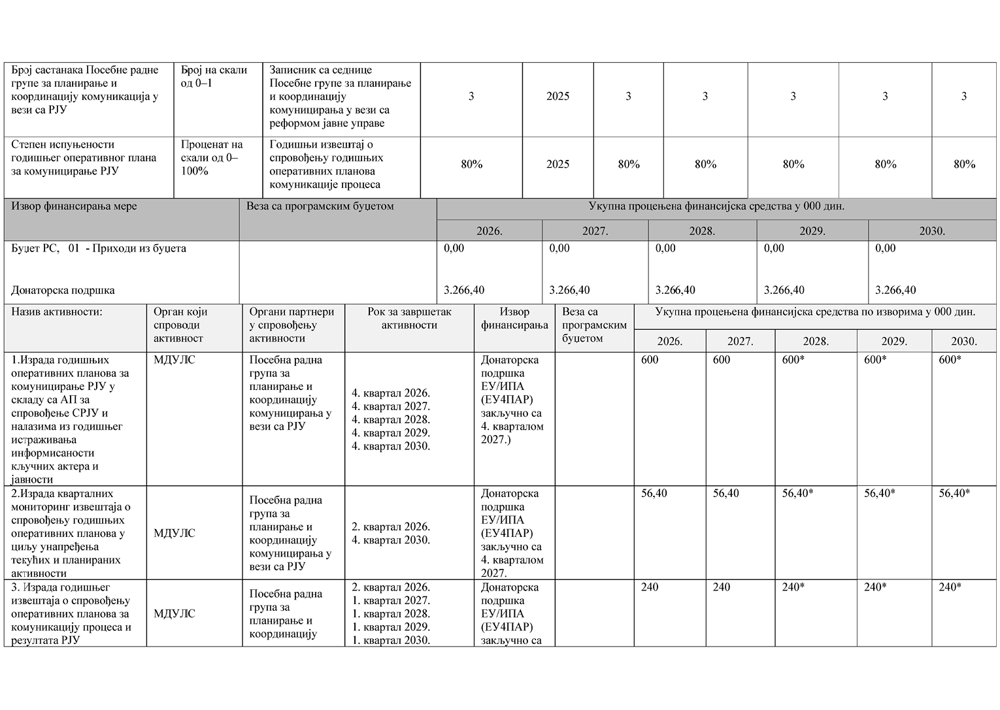 Број састанака Посебне радне
групе за планирање и
координацију комуникација у
вези са РЈУ
Број на скали
од 0–1
Записник са седнице
Посебне групе за планирање
и координацију
комуницирања у вези са
реформом јавне управе
3
2025
3
3
3
3
3
Степен испуњености
годишњег оперативног плана
за комуницирање РЈУ
Проценат на
скали од 0–
100%
Годишњи извештај о
спровођењу годишњих
оперативних планова
комуникације процеса
80%
2025
80%
80%
80%
80%
80%
Извор финансирања мере
Веза са програмским буџетом
Укупна процењена финансијска средства у 000 дин.
2026.
2027.
2028.
2029.
2030.
Буџет РС, 01 - Приходи из буџета
0,00
0,00
0,00
0,00
0,00
Донаторска подршка
3.266,40
3.266,40
3.266,40
3.266,40
3.266,40
Назив активности:
Орган који
спроводи
активност
Органи партнери
у спровођењу
активности
Рок за завршетак
активности
Извор
финансирања
Веза са
програмским
буџетом
Укупна процењена финансијска средства по изворима у 000 дин.
2026.
2027.
2028.
2029.
2030.
1.Израда годишњих
оперативних планова за
комуницирање РЈУ у
складу са АП за
спровођење СРЈУ и
налазима из годишњег
истраживања
информисаности
кључних актера и
јавности
МДУЛС
Посебна радна
група за
планирање и
координацију
комуницирања у
вези са РЈУ
4. квартал 2026.
4. квартал 2027.
4. квартал 2028.
4. квартал 2029.
4. квартал 2030.
Донаторска
подршка
ЕУ/ИПА
(ЕУ4ПАР)
закључно са
4. кварталом
2027.)
600
600
600*
600*
600*
2.Израда кварталних
мониторинг извештаја о
спровођењу годишњих
оперативних планова у
циљу унапређења
текућих и планираних
активности
МДУЛС
Посебна радна
група за
планирање и
координацију
комуницирања у
вези са РЈУ
2. квартал 2026.
4. квартал 2030.
Донаторска
подршка
ЕУ/ИПА
(ЕУ4ПАР)
закључно са
4. кварталом
2027.
56,40
56,40
56,40*
56,40*
56,40*
3. Израда годишњег
извештаја о спровођењу
оперативних планова за
комуникацију процеса и
резултата РЈУ
МДУЛС
Посебна радна
група за
планирање и
координацију
2. квартал 2026.
1. квартал 2027.
1. квартал 2028.
1. квартал 2029.
1. квартал 2030.
Донаторска
подршка
ЕУ/ИПА
(ЕУ4ПАР)
закључно са
240
240
240*
240*
240*